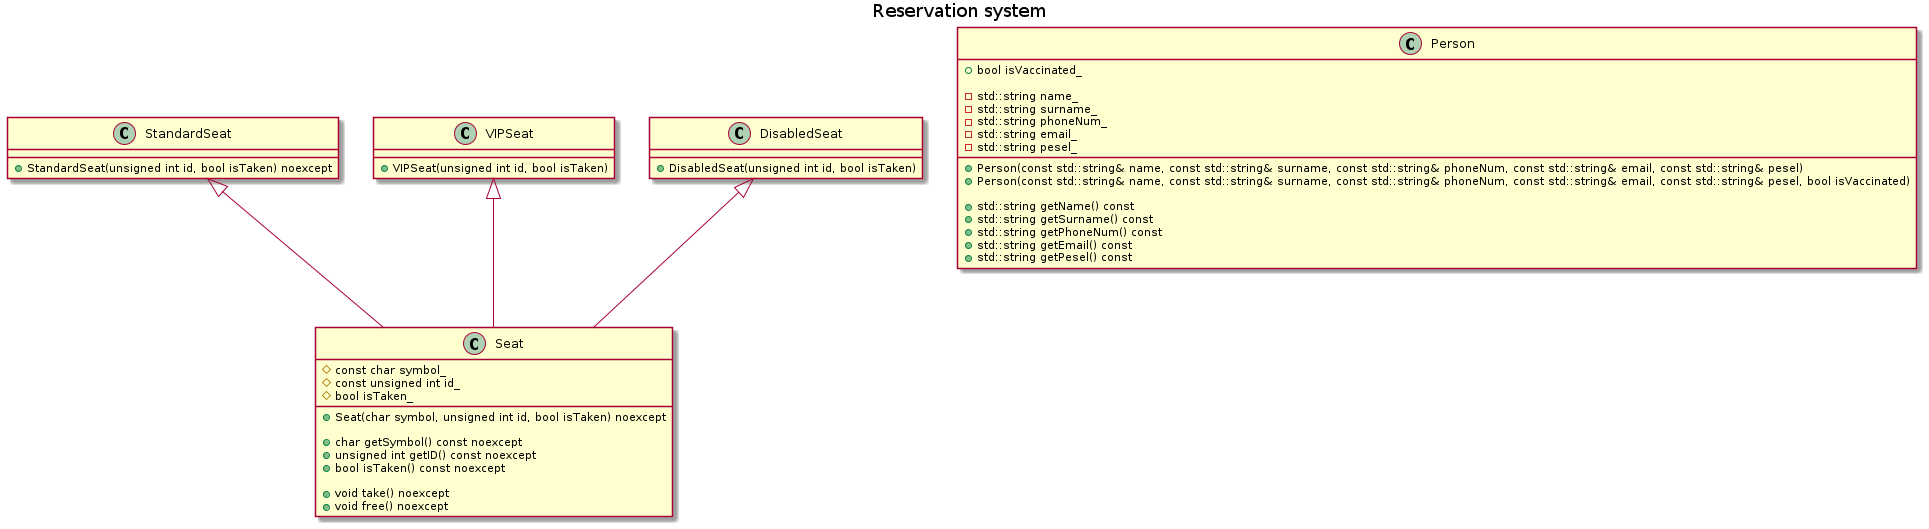 Reservation system
C Person
bool isVaccinated_
std::string name_
std::string surname_
std::string phoneNum_
std::string email_
std::string pesel_
Person(const std::string& name, const std::string& surname, const std::string& phoneNum, const std::string& email, const std::string& pesel)
Person(const std::string& name, const std::string& surname, const std::string& phoneNum, const std::string& email, const std::string& pesel, bool isVaccinated)
std::string getName() const
std::string getSurname() const
std::string getPhoneNum() const
std::string getEmail() const
std::string getPesel() const
C StandardSeat
StandardSeat(unsigned int id, bool isTaken) noexcept
C VIPSeat
VIPSeat(unsigned int id, bool isTaken)
C DisabledSeat
DisabledSeat(unsigned int id, bool isTaken)
C Seat
const char symbol_
const unsigned int id_
bool isTaken_
Seat(char symbol, unsigned int id, bool isTaken) noexcept
char getSymbol() const noexcept
unsigned int getID() const noexcept
bool isTaken() const noexcept
void take() noexcept
void free() noexcept